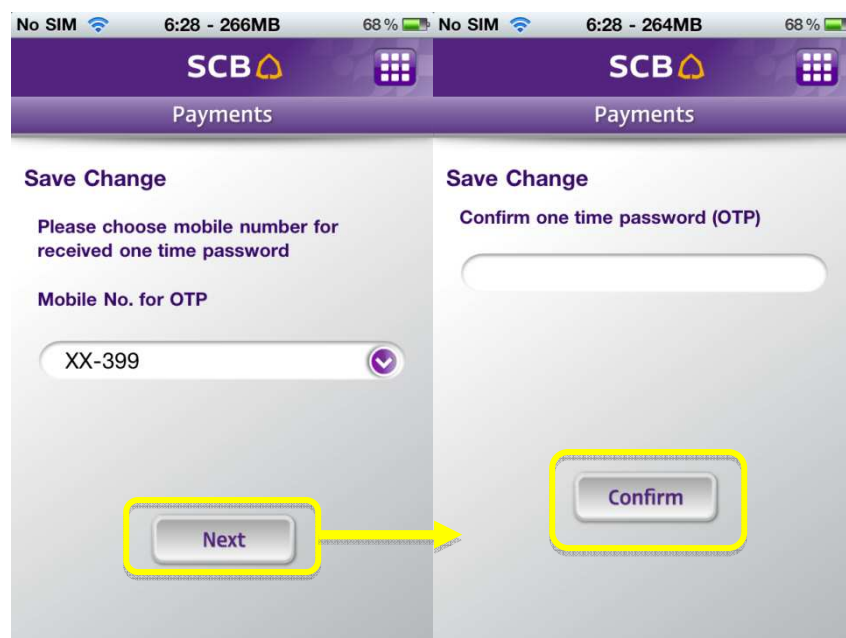 No SIM 6:28 - 266MB 68 %
SCB
Payments
Save Change
Please choose mobile number for
received one time password
Mobile No. for OTP
XX-399
Next
No SIM 6:28 - 264MB 68 %
SCB
Payments
Save Change
Confirm one time password (OTP)
Confirm